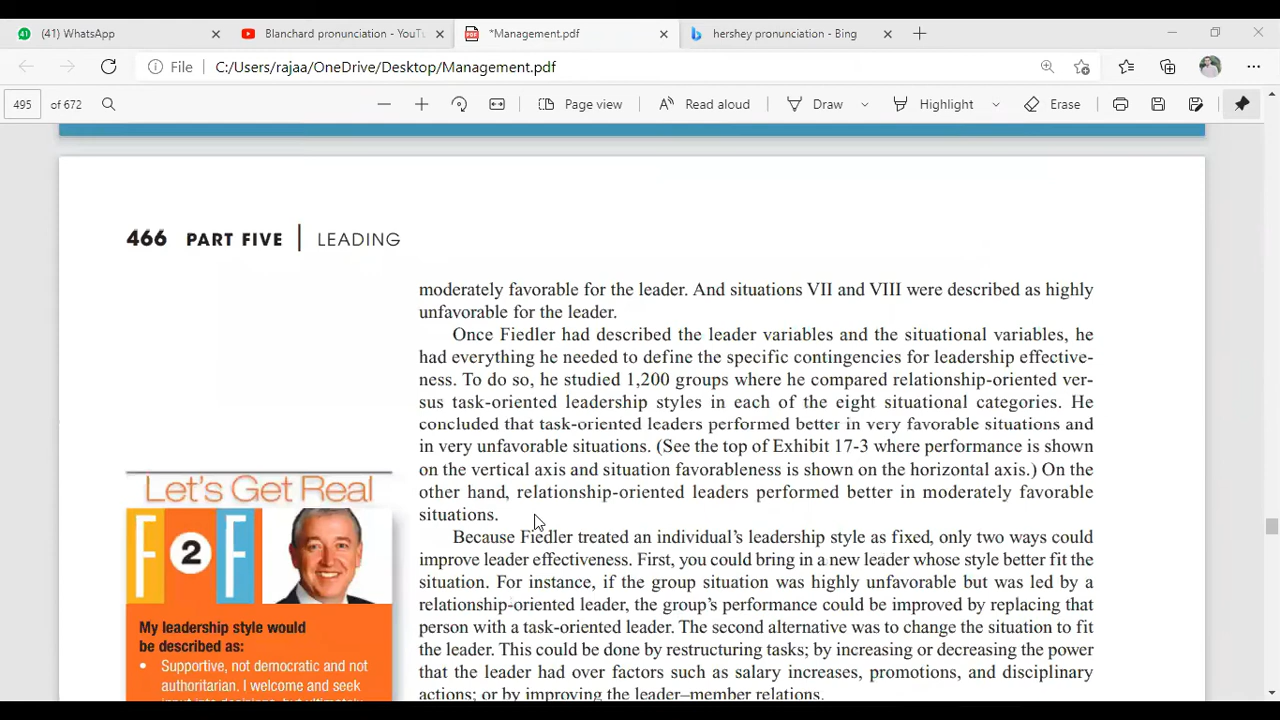 (41) WhatsApp
Blanchard pronunciation - YouT
*Management.pdf
hershey pronunciation - Bing
File
C:/Users/rajaa/OneDrive/Desktop/Management.pdf
495 of 672
Page view
Read aloud
Draw
Highlight
Erase
466 PART FIVE | LEADING
moderately favorable for the leader. And situations VII and VIII were described as highly
unfavorable for the leader.
Once Fiedler had described the leader variables and the situational variables, he
had everything he needed to define the specific contingencies for leadership effective-
ness. To do so, he studied 1,200 groups where he compared relationship-oriented ver-
sus task-oriented leadership styles in each of the eight situational categories. He
concluded that task-oriented leaders performed better in very favorable situations and
in very unfavorable situations. (See the top of Exhibit 17-3 where performance is shown
on the vertical axis and situation favorableness is shown on the horizontal axis.) On the
other hand, relationship-oriented leaders performed better in moderately favorable
situations.
Because Fiedler treated an individual's leadership style as fixed, only two ways could
improve leader effectiveness. First, you could bring in a new leader whose style better fit the
situation. For instance, if the group situation was highly unfavorable but was led by a
relationship-oriented leader, the group's performance could be improved by replacing that
person with a task-oriented leader. The second alternative was to change the situation to fit
the leader. This could be done by restructuring tasks; by increasing or decreasing the power
that the leader had over factors such as salary increases, promotions, and disciplinary
actions; or by improving the leader–member relations.
Let's Get Real
F 2 F
My leadership style would
be described as:
• Supportive, not democratic and not
authoritarian. I welcome and seek